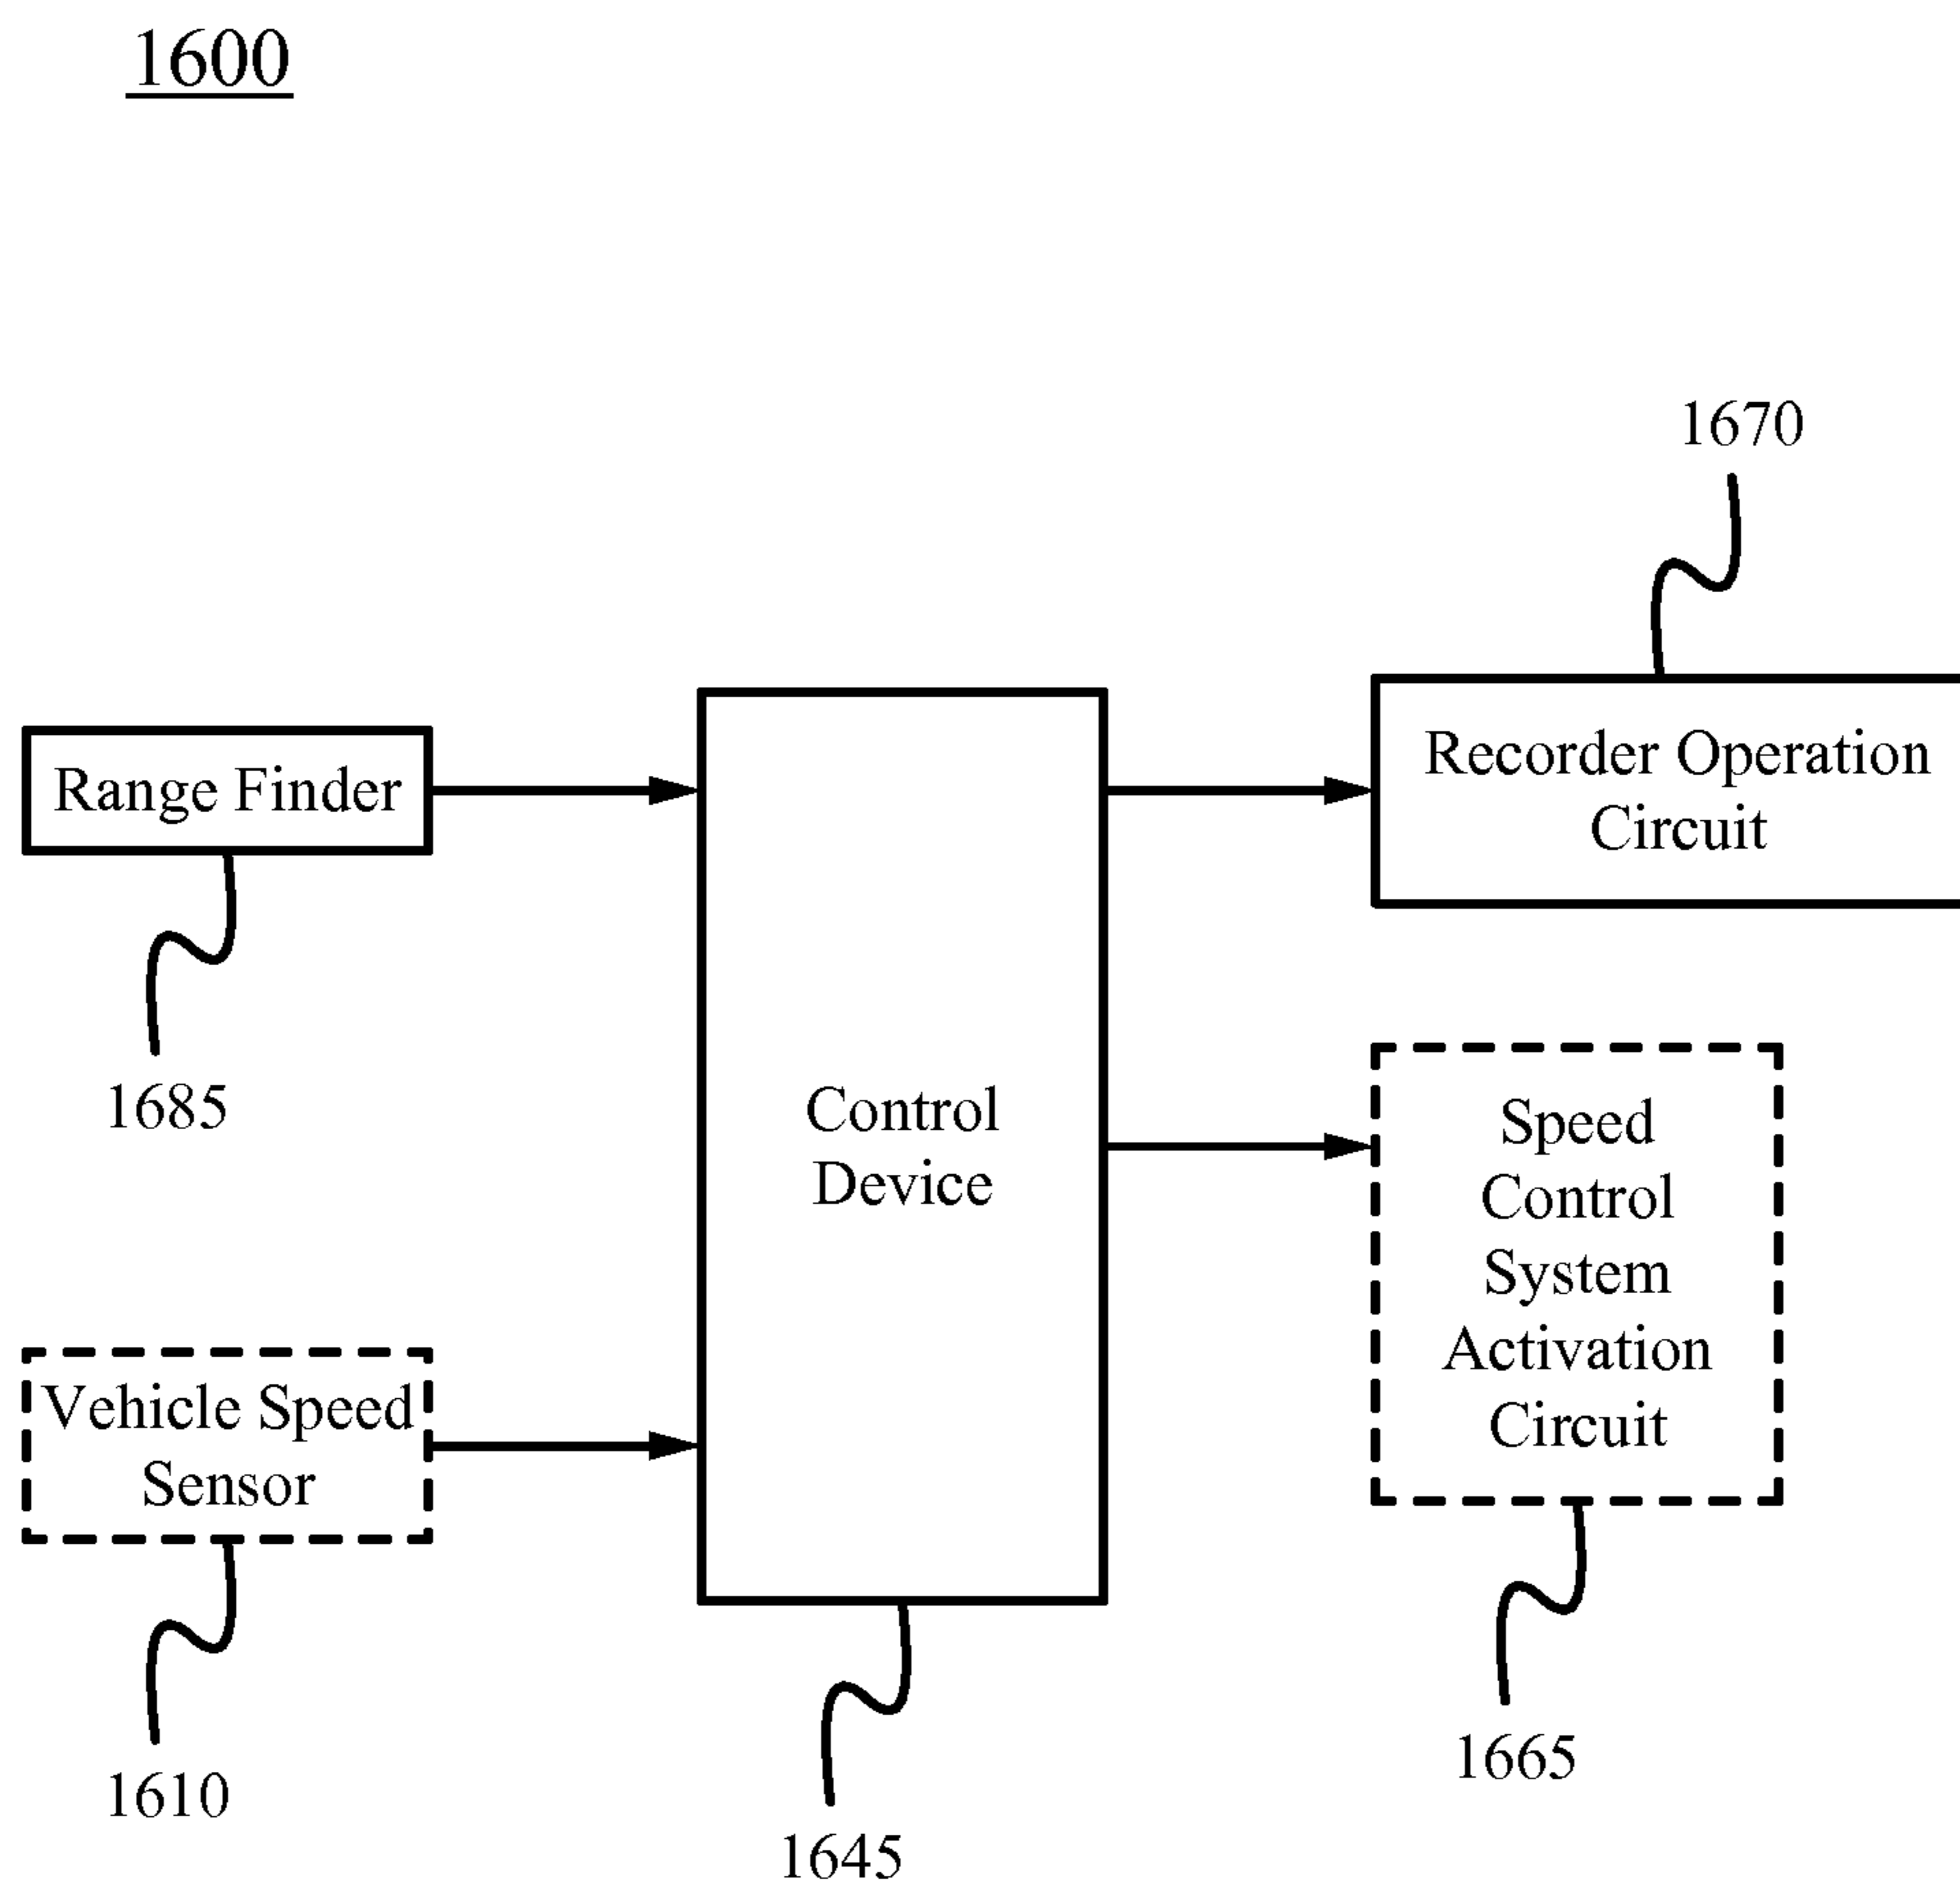 1600
1670
Range Finder
Recorder Operation
Circuit
1685
Control
Device
Speed
Control
System
Activation
Circuit
Vehicle Speed
Sensor
1610
1645
1665